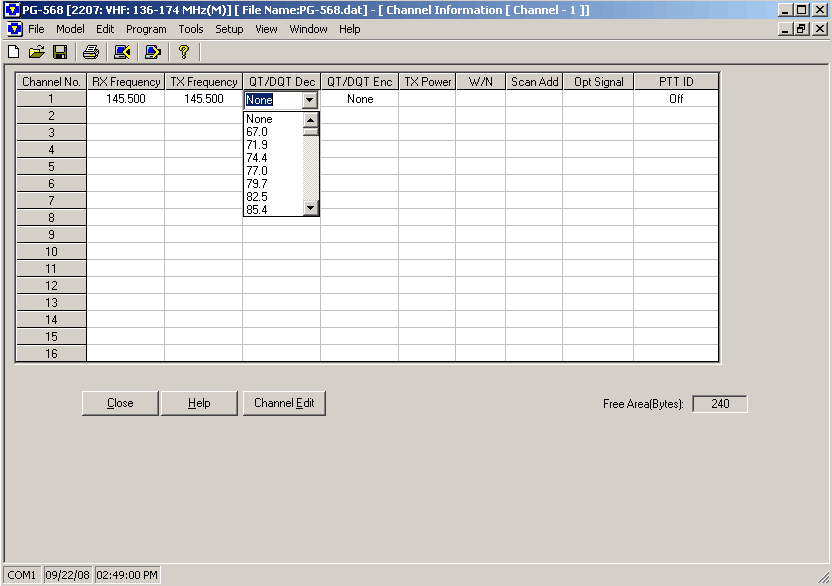 PG-568 [2207: VHF: 136-174 MHz(M)] [ File Name:PG-568.dat] - [ Channel Information [ Channel - 1 ]]
File Model Edit Program Tools Setup View Window Help
Channel No. RX Frequency TX Frequency QT/DQT Dec QT/DQT Enc TX Power W/N Scan Add Opt Signal PTT ID
1 145.500 145.500 None None Off
2 None
3 67.0
4 71.9
5 74.4
6 77.0
7 79.7
8 82.5
85.4
9
10
11
12
13
14
15
16
Close Help Channel Edit Free Area(Bytes): 240
COM1 09/22/08 02:49:00 PM